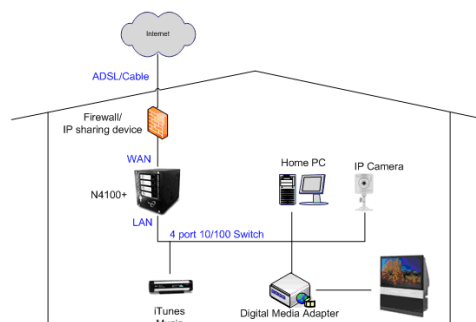 Internet
ADSL/Cable
Firewall/
IP sharing device
WAN
Home PC
IP Camera
N4100+
LAN
4 port 10/100 Switch
iTunes
Music
Digital Media Adapter